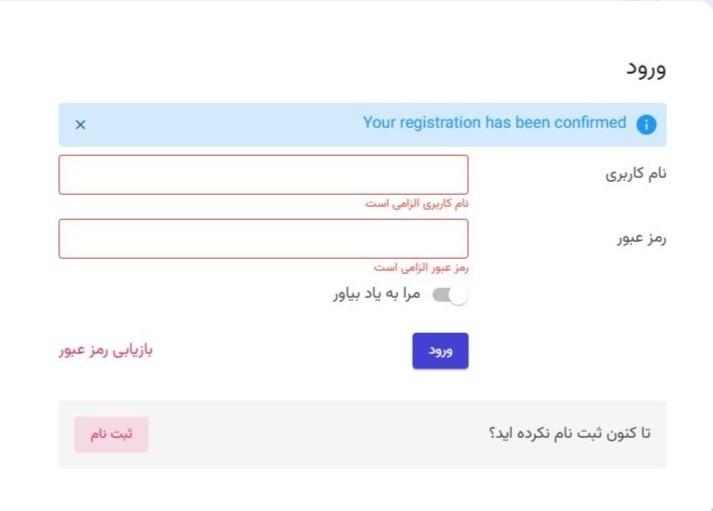 ورود
Your registration has been confirmed
نام کاربری
نام کاربری الزامی است
رمز عبور
رمز عبور الزامی است
مرا به یاد بیاور
ورود
بازیابی رمز عبور
تا کنون ثبت نام نکرده اید؟
ثبت نام